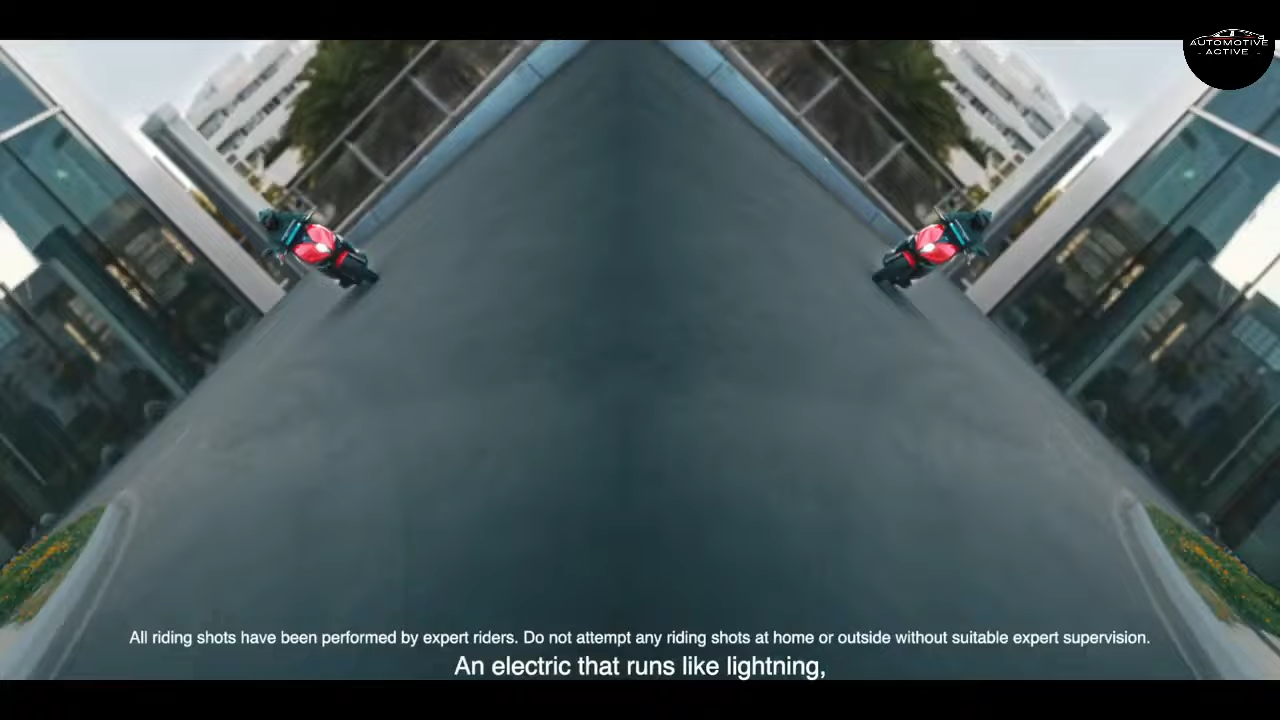 AUTOMOTIVE
ACTIVE
All riding shots have been performed by expert riders. Do not attempt any riding shots at home or outside without suitable expert supervision.
An electric that runs like lightning,